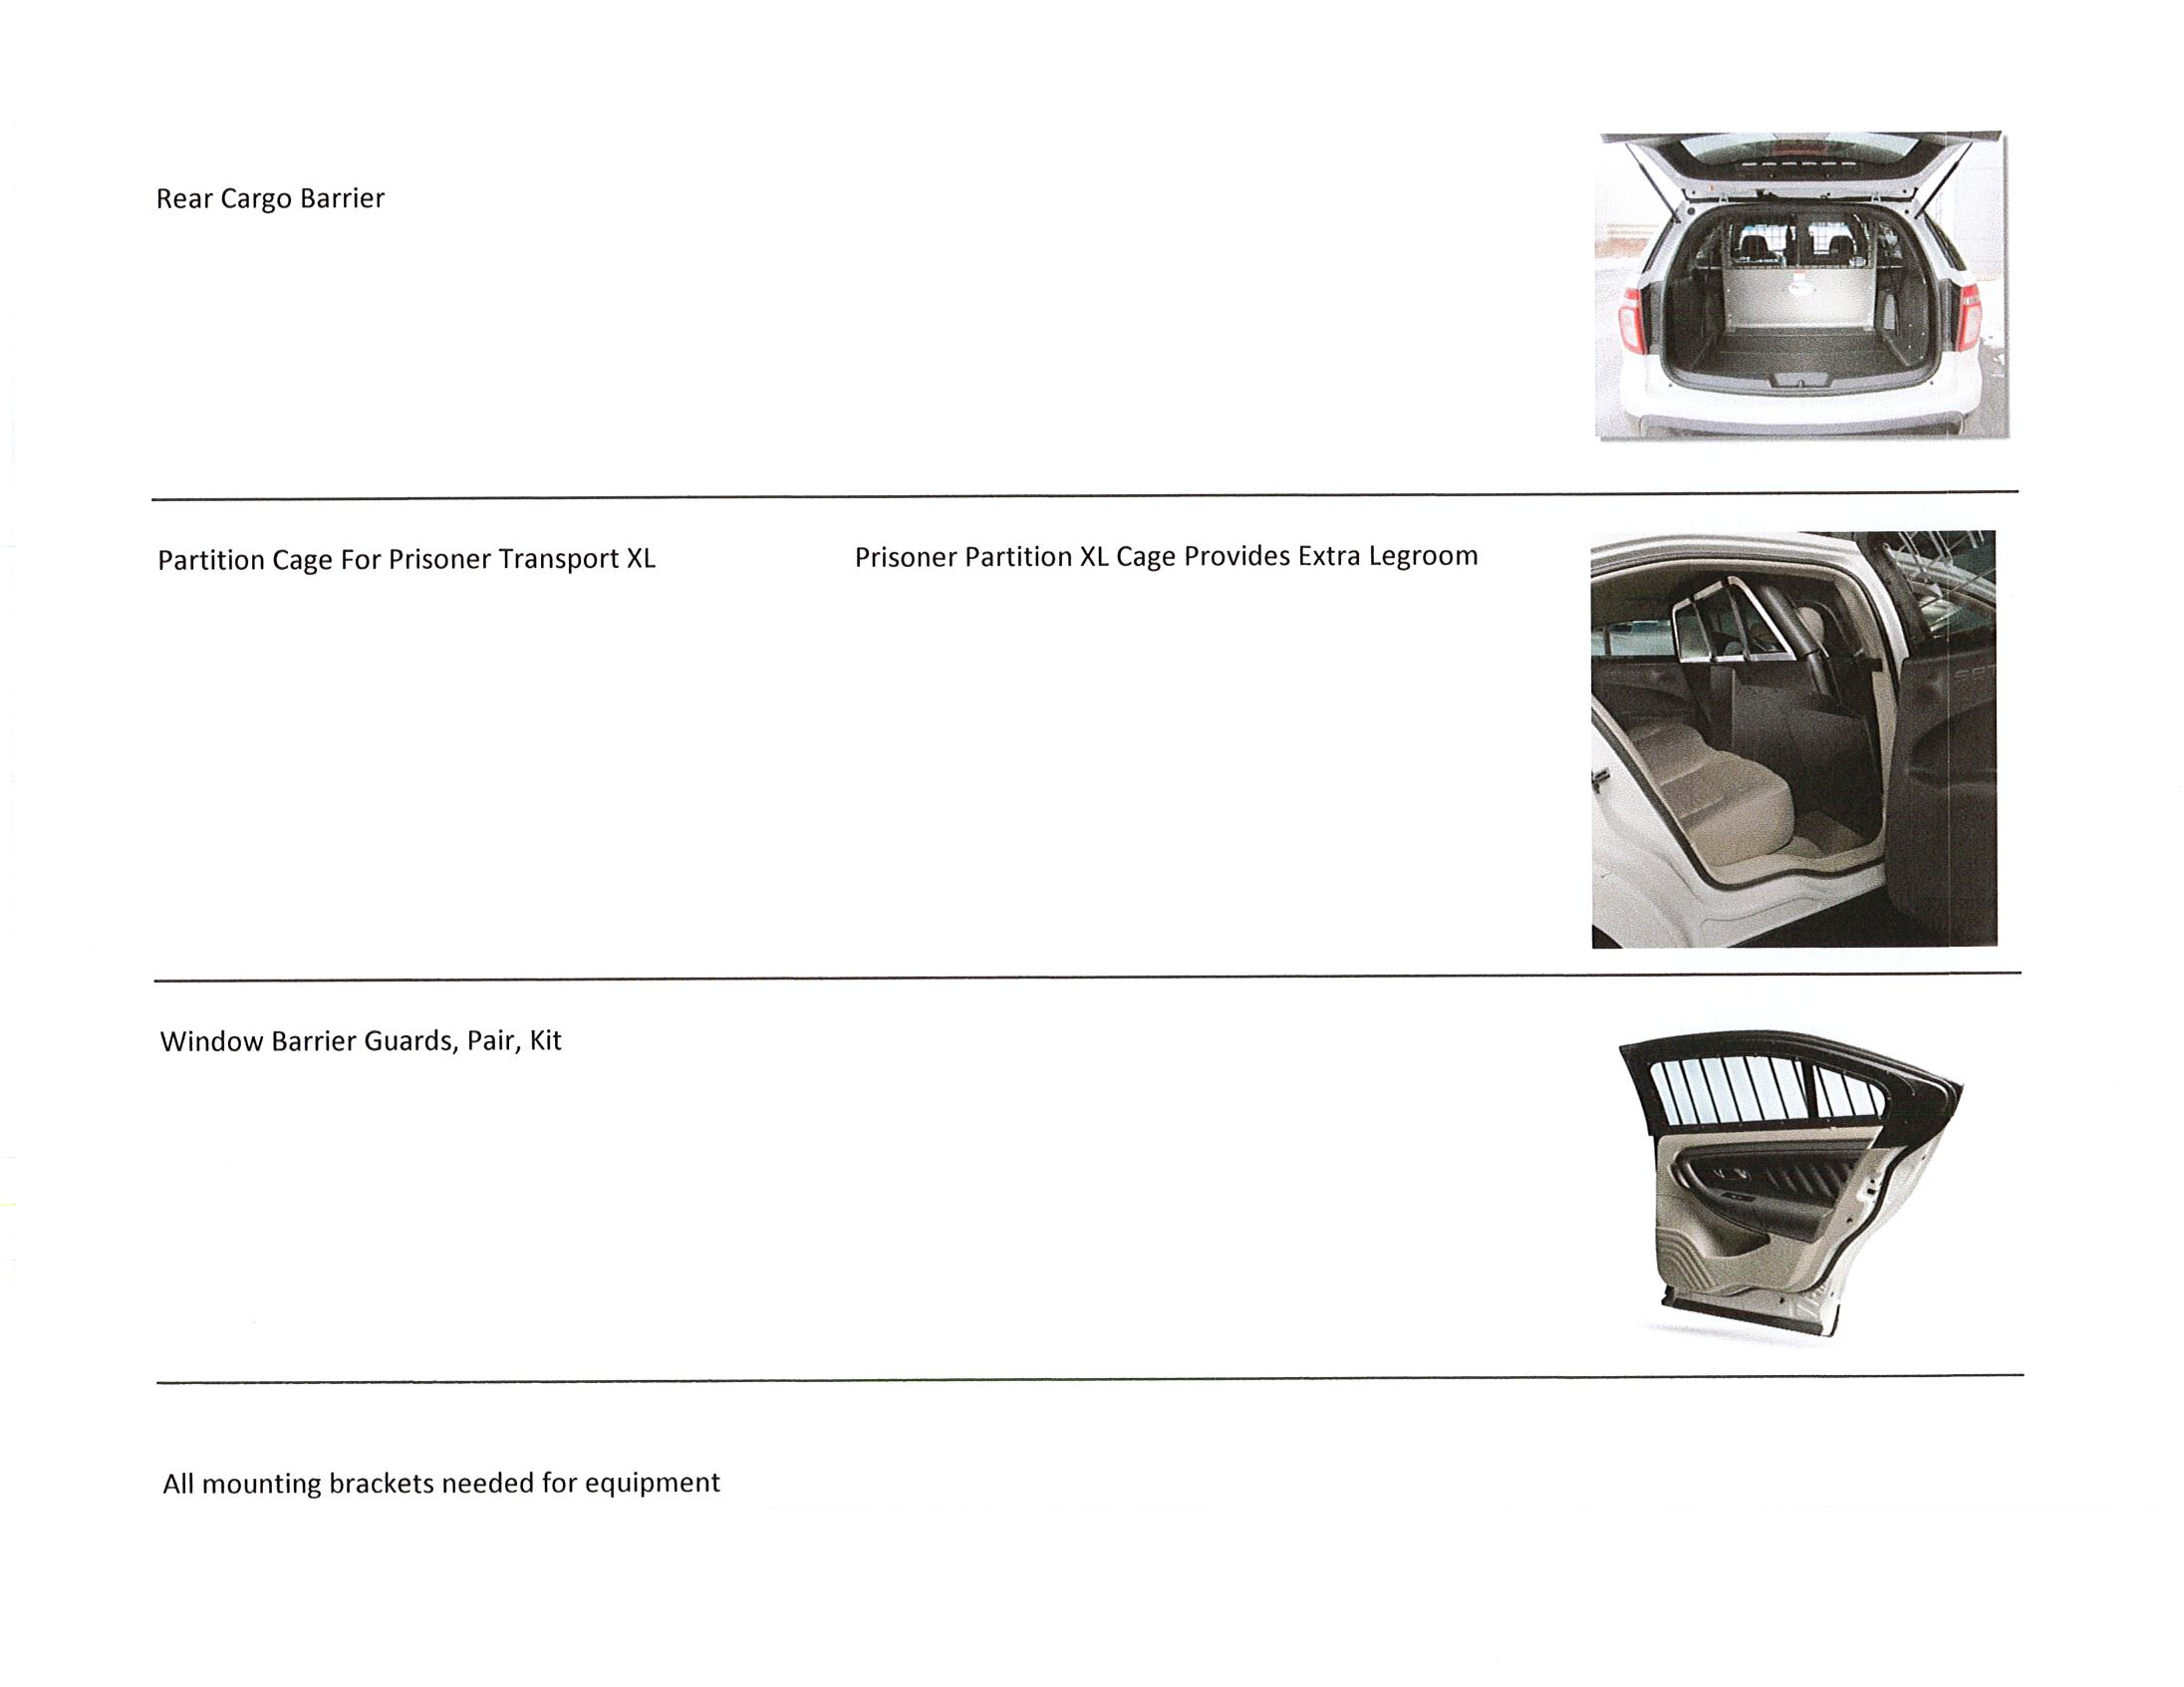 Rear Cargo Barrier
Partition Cage For Prisoner Transport XL
Prisoner Partition XL Cage Provides Extra Legroom
Window Barrier Guards, Pair, Kit
All mounting brackets needed for equipment